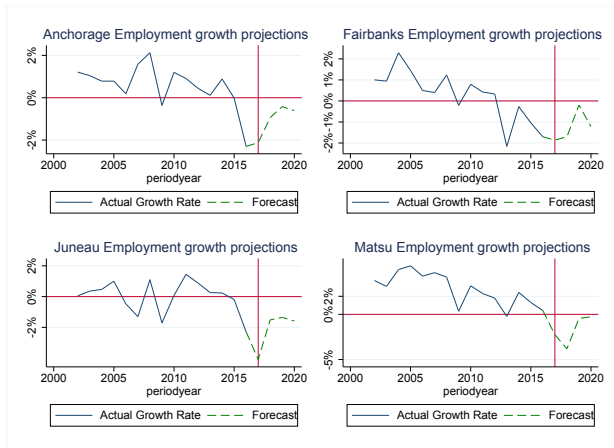 Anchorage Employment growth projections
2%
0%
-2%
2000 2005 2010 2015 2020
periodyear
Actual Growth Rate Forecast
Fairbanks Employment growth projections
2%
1%
0%
-2%-1%
2000 2005 2010 2015 2020
periodyear
Actual Growth Rate Forecast
Juneau Employment growth projections
2%
0%
-2%
2000 2005 2010 2015 2020
periodyear
Actual Growth Rate Forecast
Matsu Employment growth projections
0%2%
-5%
2000 2005 2010 2015 2020
periodyear
Actual Growth Rate Forecast